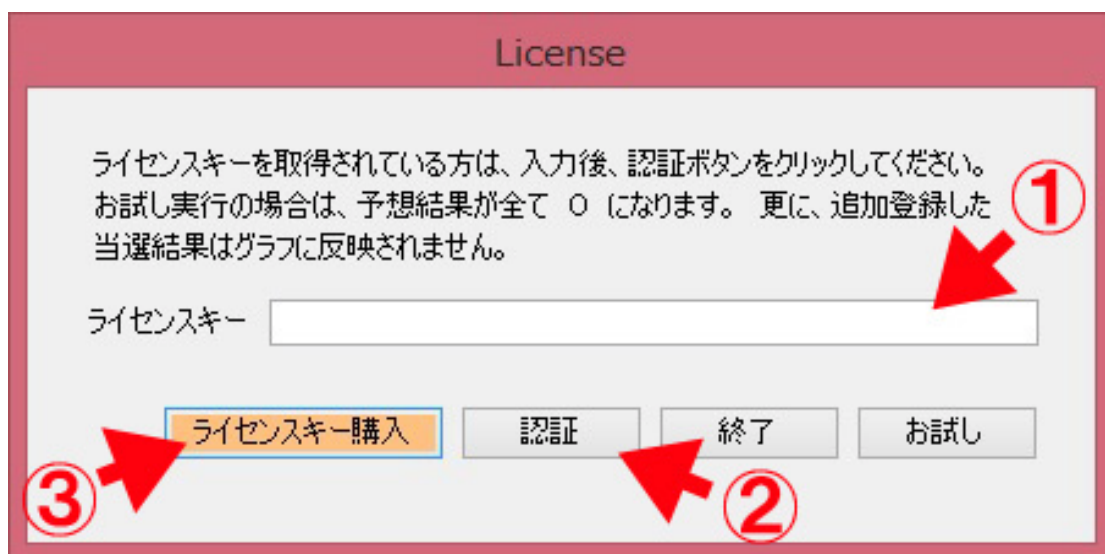 License
ライセンスキーを取得されている方は、入力後、認証ボタンをクリックしてください。
お試し実行の場合は、予想結果が全て 0 になります。 更に、追加登録した
当選結果はグラフに反映されません。
①
ライセンスキー
ライセンスキー購入 認証 終了 お試し
③ ②